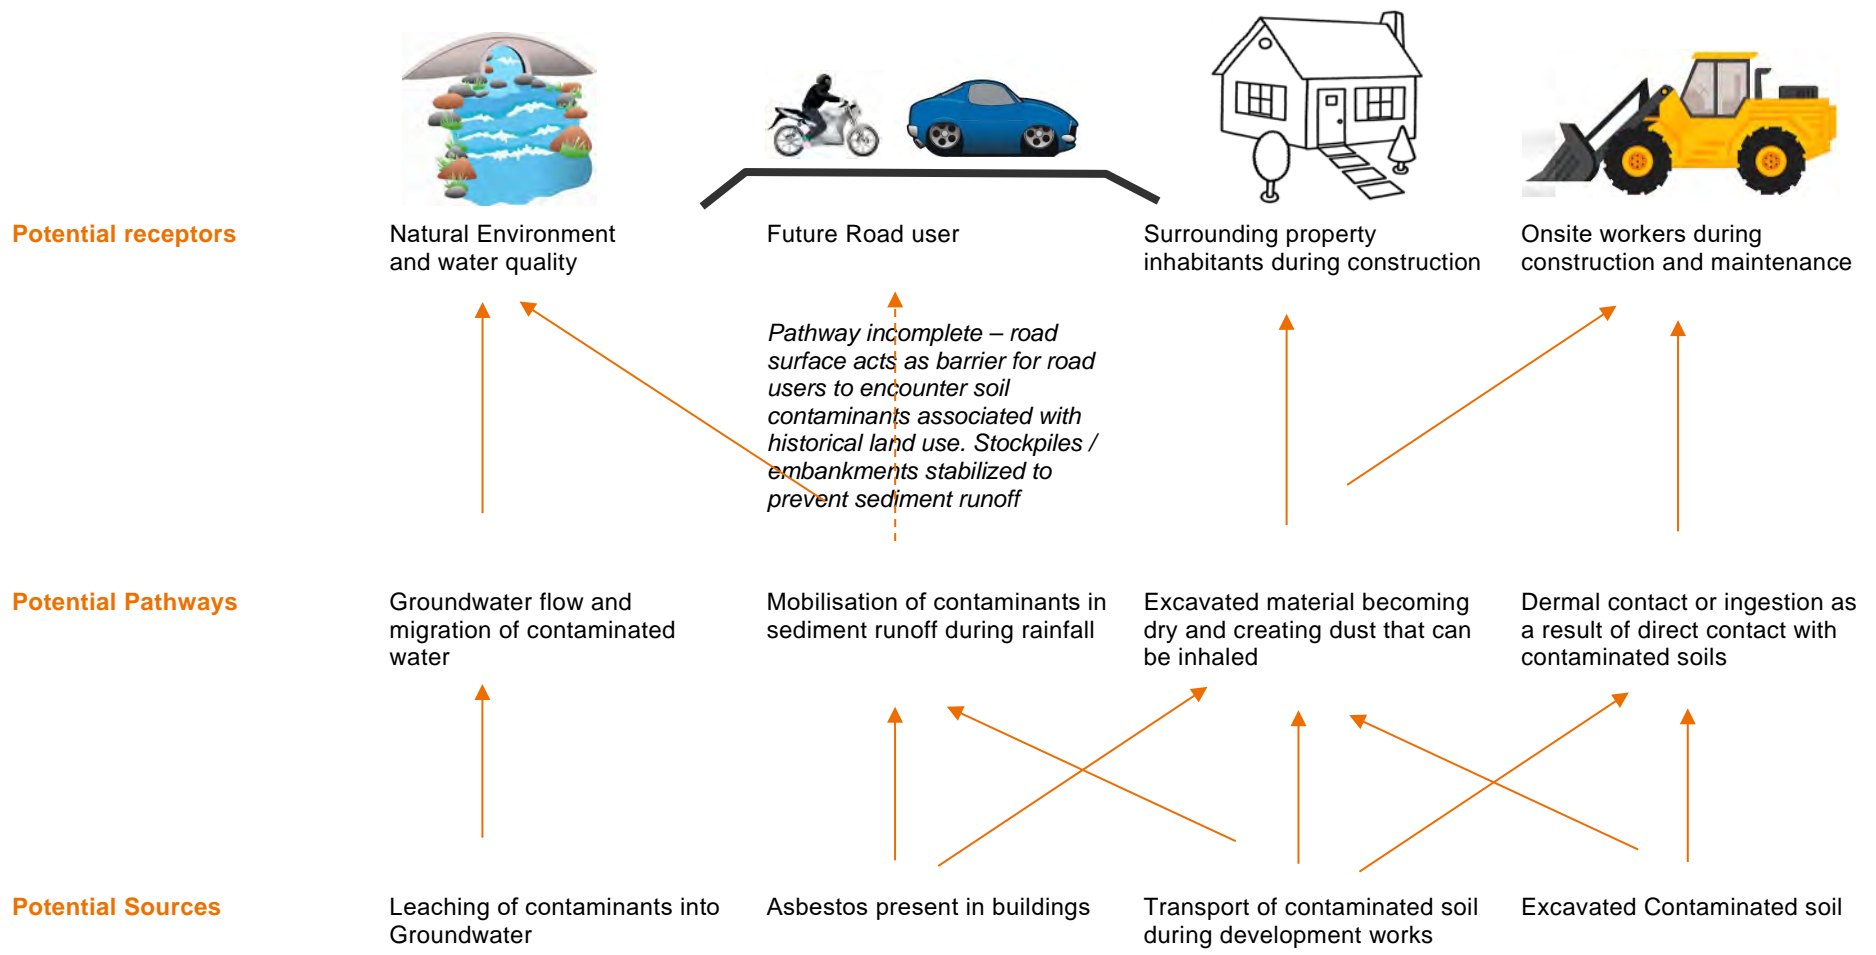 Potential receptors
Natural Environment
and water quality
Future Road user
Surrounding property
inhabitants during construction
Onsite workers during
construction and maintenance
Pathway incomplete – road
surface acts as barrier for road
users to encounter soil
contaminants associated with
historical land use. Stockpiles /
embankments stabilized to
prevent sediment runoff
Potential Pathways
Groundwater flow and
migration of contaminated
water
Mobilisation of contaminants in
sediment runoff during rainfall
Excavated material becoming
dry and creating dust that can
be inhaled
Dermal contact or ingestion as
a result of direct contact with
contaminated soils
Potential Sources
Leaching of contaminants into
Groundwater
Asbestos present in buildings
Transport of contaminated soil
during development works
Excavated Contaminated soil